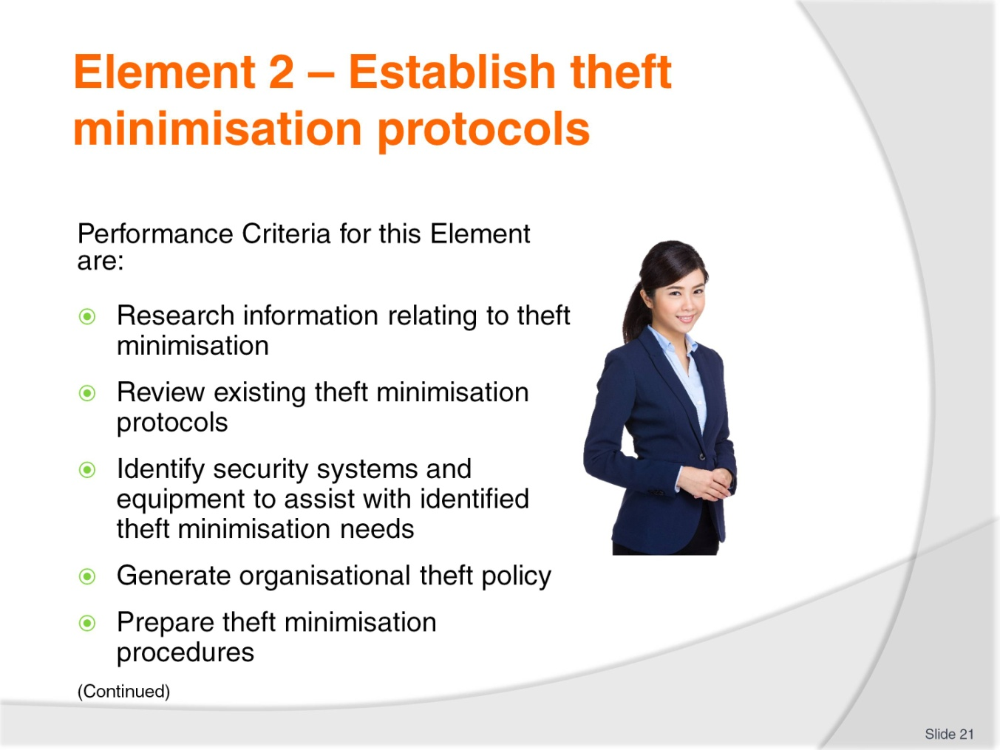 Element 2 – Establish theft
minimisation protocols
Performance Criteria for this Element
are:
Research information relating to theft
minimisation
Review existing theft minimisation
protocols
Identify security systems and
equipment to assist with identified
theft minimisation needs
Generate organisational theft policy
Prepare theft minimisation
procedures
(Continued)
Slide 21